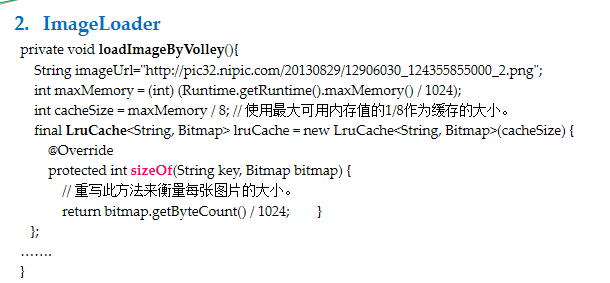 2. ImageLoader
private void loadImageByVolley(){
String imageUrl="http://pic32.nipic.com/20130829/12906030_124355855000_2.png";
int maxMemory = (int) (Runtime.getRuntime().maxMemory() / 1024);
int cacheSize = maxMemory / 8; // 使用最大可用内存值的1/8作为缓存的大小。
final LruCache<String, Bitmap> lruCache = new LruCache<String, Bitmap>(cacheSize) {
@Override
protected int sizeOf(String key, Bitmap bitmap) {
// 重写此方法来衡量每张图片的大小。
return bitmap.getByteCount() / 1024; }
};
.......
}